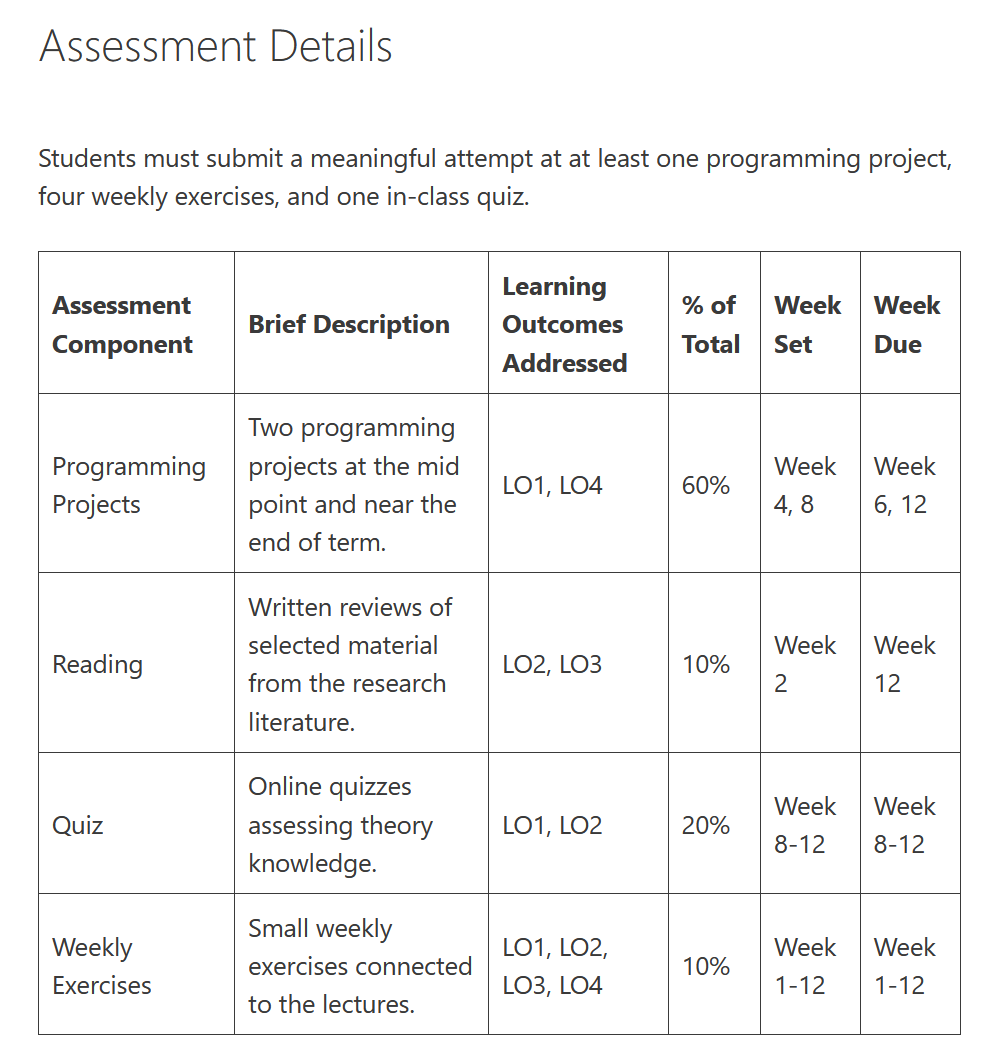 Assessment Details
Students must submit a meaningful attempt at at least one programming project,
four weekly exercises, and one in-class quiz.
Assessment
Component
Brief Description
Learning
Outcomes
Addressed
% of
Total
Week
Set
Week
Due
Programming
Projects
Two programming
projects at the mid
point and near the
end of term.
LO1, LO4
60%
Week
4, 8
Week
6, 12
Reading
Written reviews of
selected material
from the research
literature.
LO2, LO3
10%
Week
2
Week
12
Quiz
Online quizzes
assessing theory
knowledge.
LO1, LO2
20%
Week
8-12
Week
8-12
Weekly
Exercises
Small weekly
exercises connected
to the lectures.
LO1, LO2,
LO3, LO4
10%
Week
1-12
Week
1-12